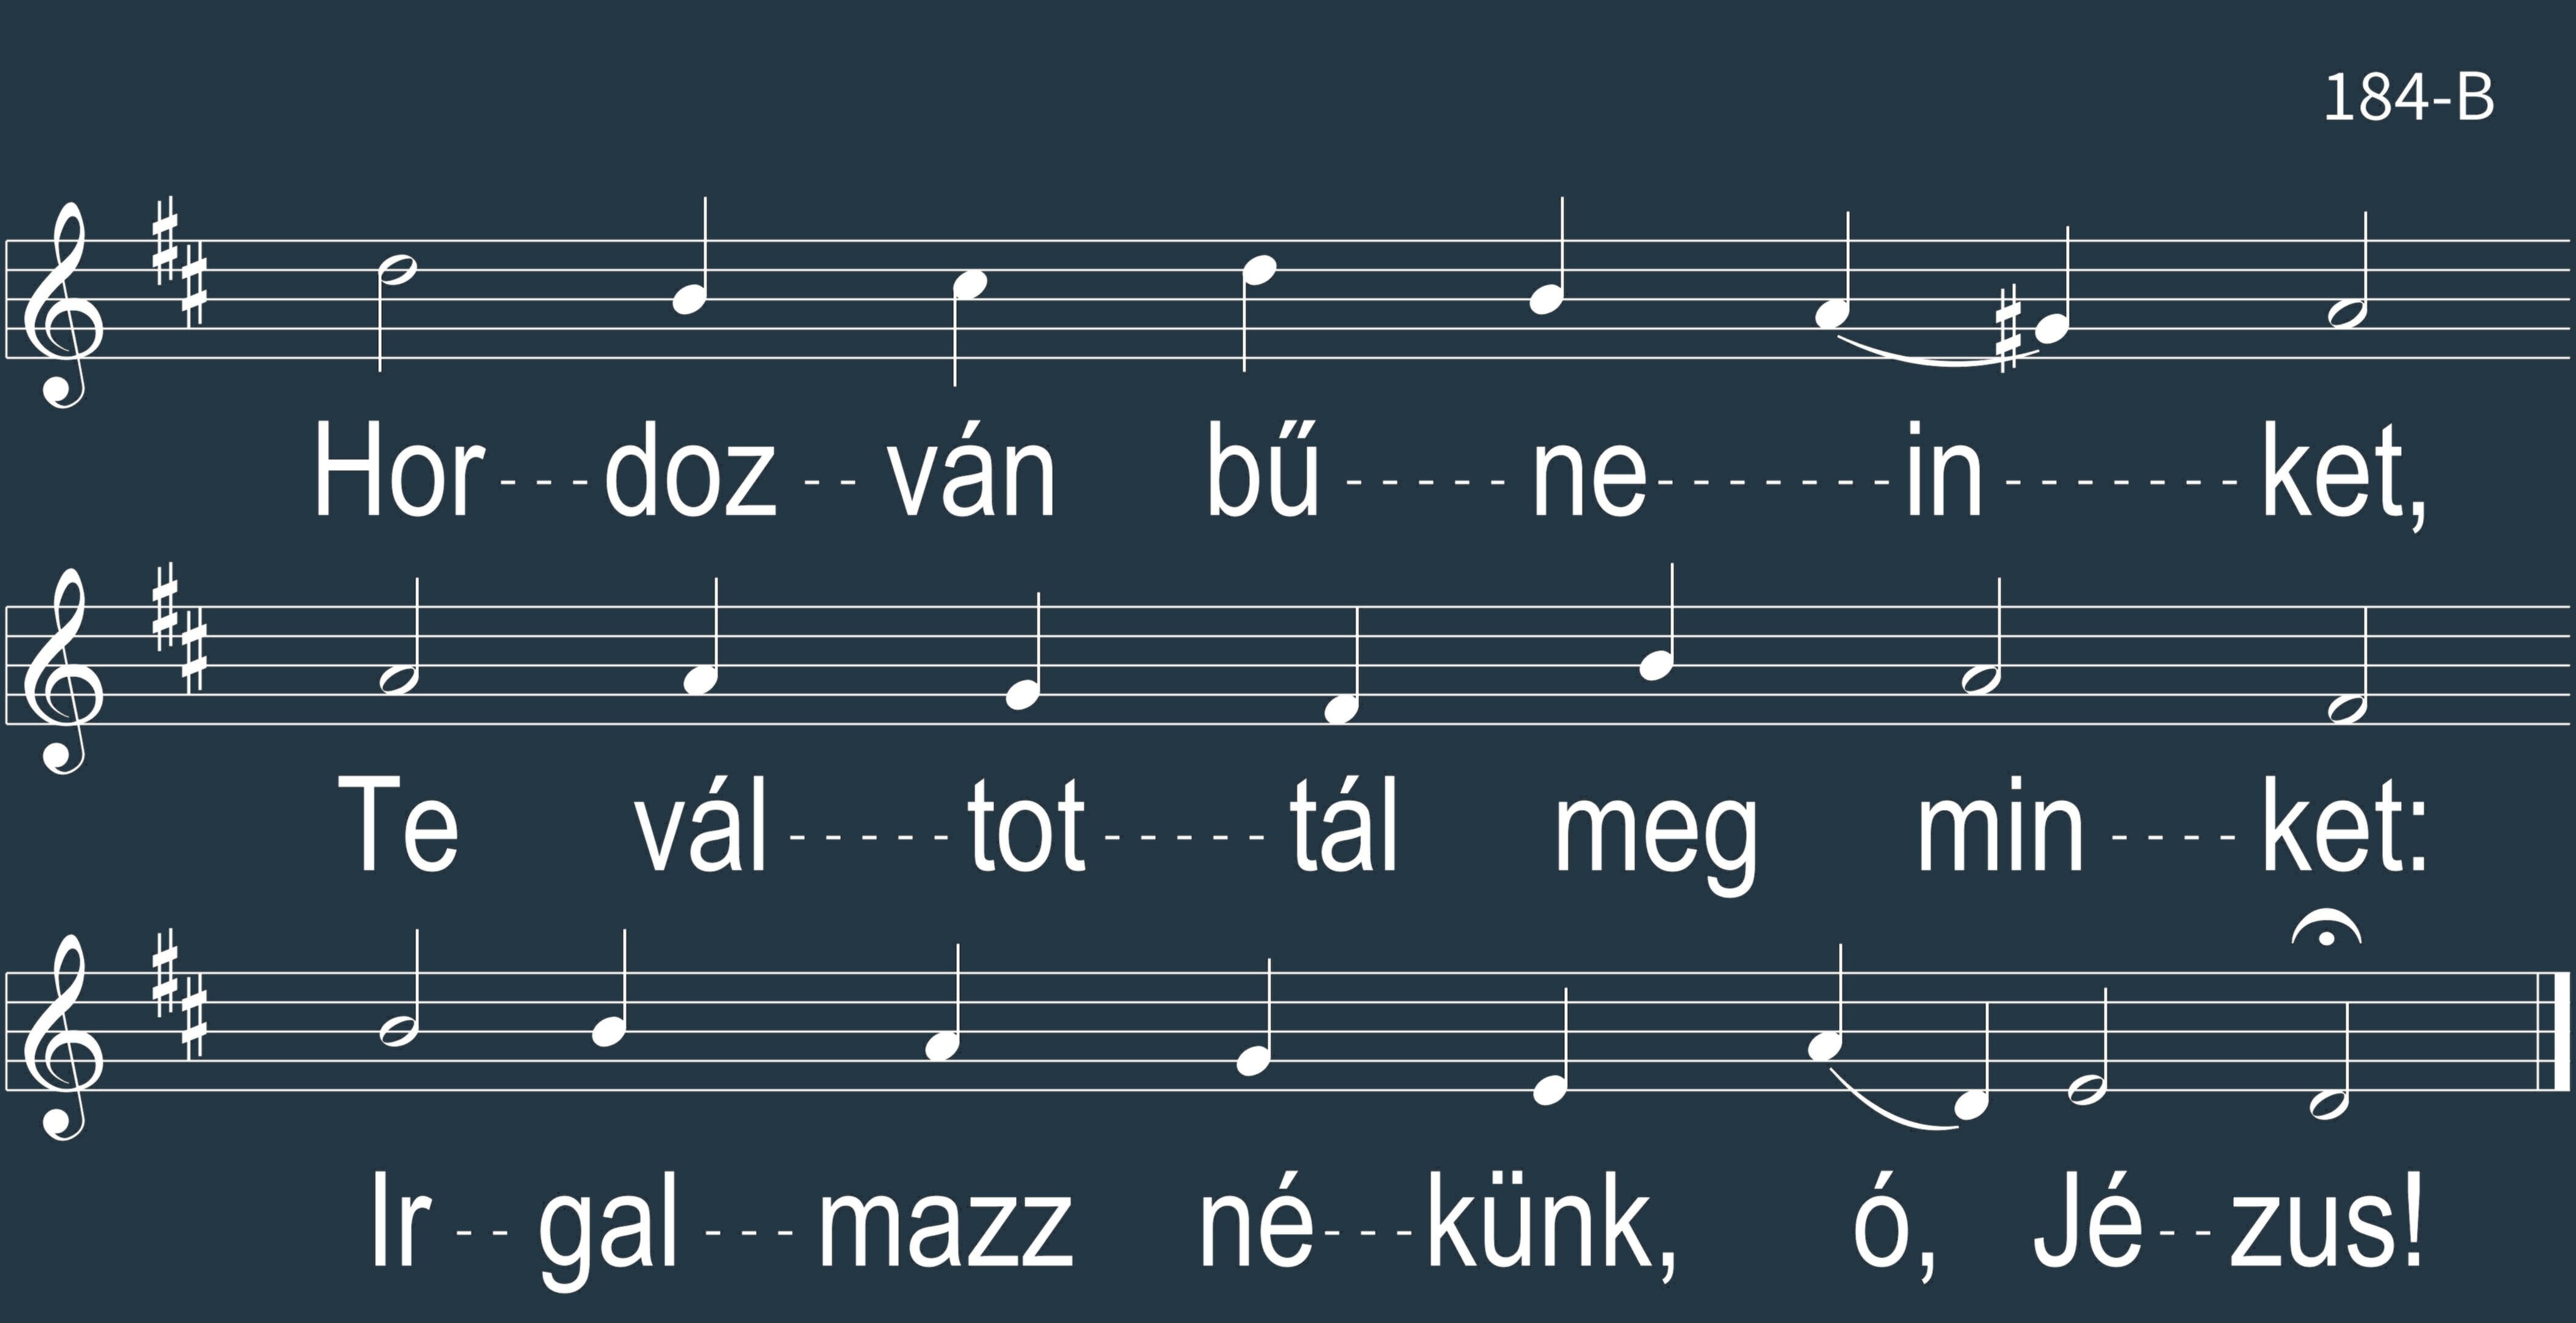 184-B
Hor---doz--ván bű-----ne-------in-------ket,
Te vál-----tot-----tál meg min----ket:
Ir--gal---mazz né---künk, ó, Jé--zus!